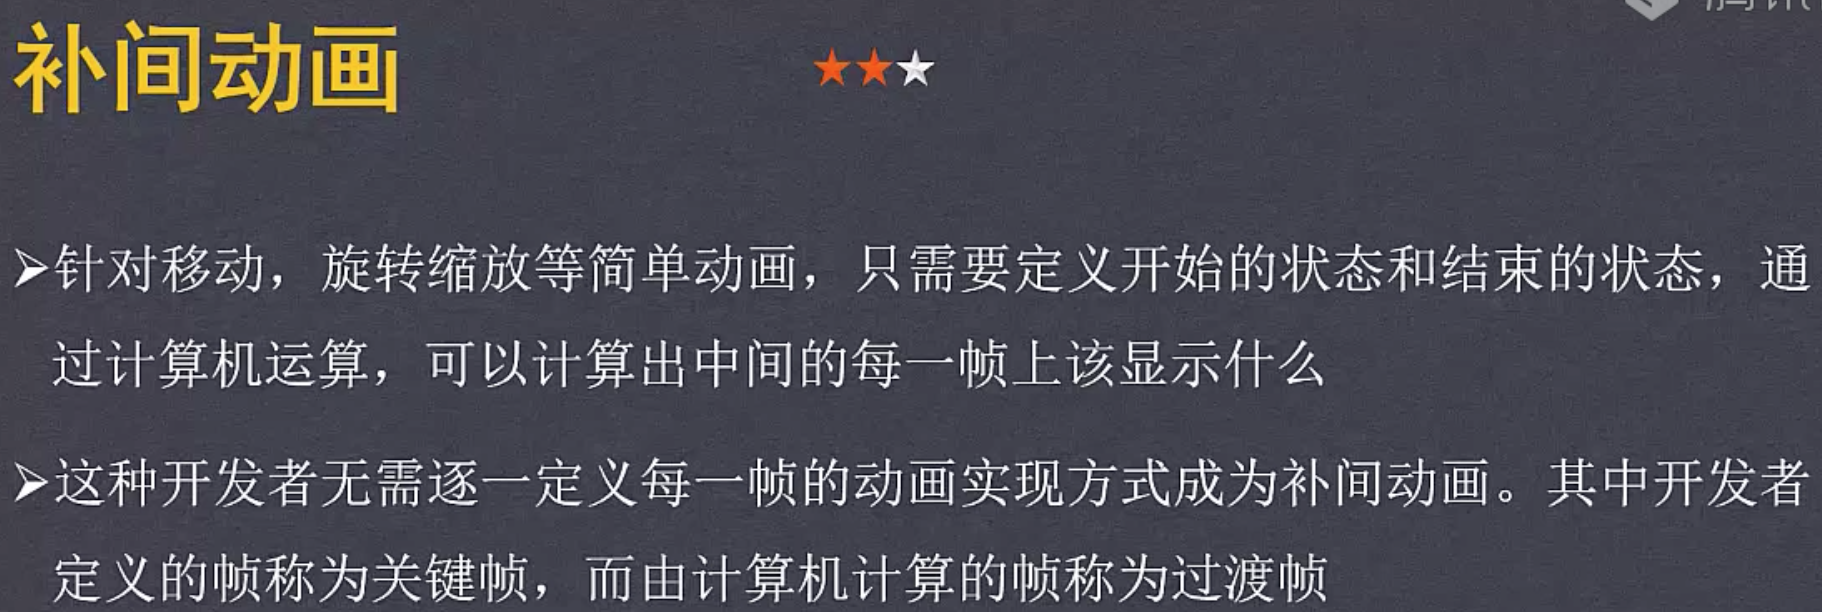 补间动画
➢针对移动，旋转缩放等简单动画，只需要定义开始的状态和结束的状态，通
过计算机运算，可以计算出中间的每一帧上该显示什么
➢这种开发者无需逐一定义每一帧的动画实现方式成为补间动画。其中开发者
定义的帧称为关键帧，而由计算机计算的帧称为过渡帧